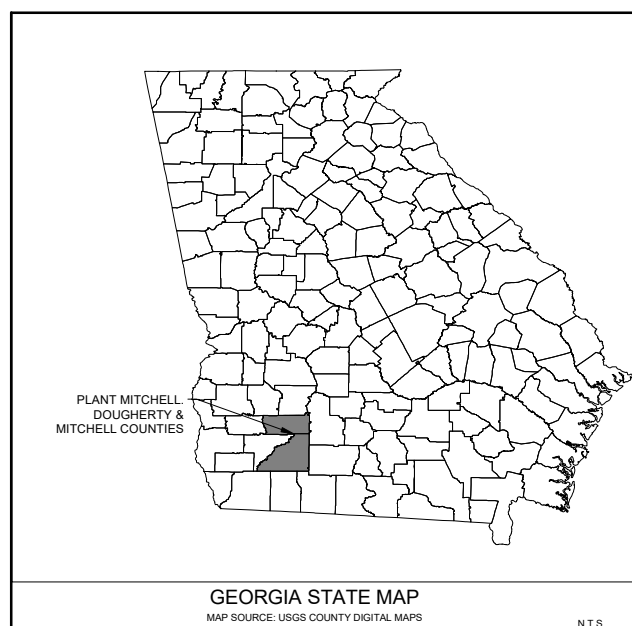 PLANT MITCHELL.
DOUGHERTY &
MITCHELL COUNTIES
GEORGIA STATE MAP
MAP SOURCE: USGS COUNTY DIGITAL MAPS
N.T.S.